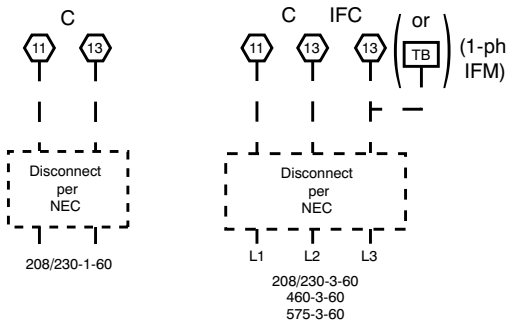 C
11 13
Disconnect
per
NEC
208/230-1-60
C IFC
11 13 13 (or TB) (1-ph
IFM)
Disconnect
per
NEC
L1 L2 L3
208/230-3-60
460-3-60
575-3-60